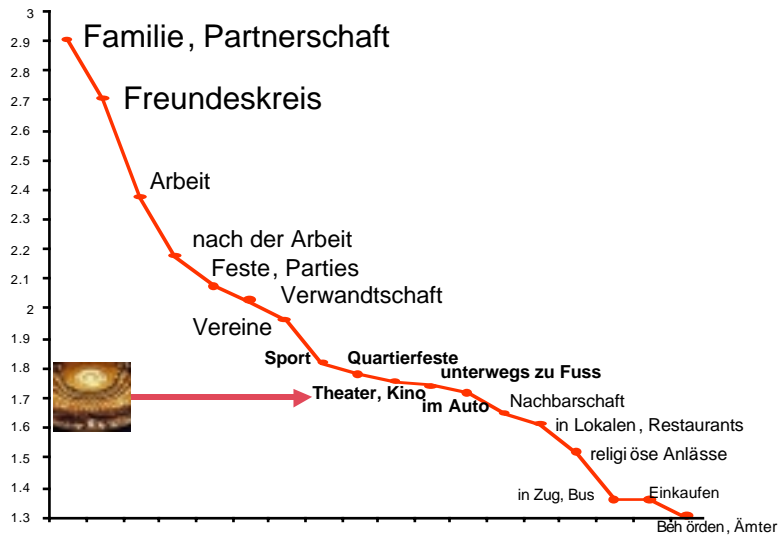 3
2.9
2.8
2.7
2.6
2.5
2.4
2.3
2.2
2.1
2
1.9
1.8
1.7
1.6
1.5
1.4
1.3
Familie, Partnerschaft
Freundeskreis
Arbeit
nach der Arbeit
Feste, Parties
Verwandtschaft
Vereine
Sport
Quartierfeste
unterwegs zu Fuss
Theater, Kino
im Auto
Nachbarschaft
in Lokalen, Restaurants
religi öse Anlässe
in Zug, Bus
Einkaufen
Beh örden, Ämter